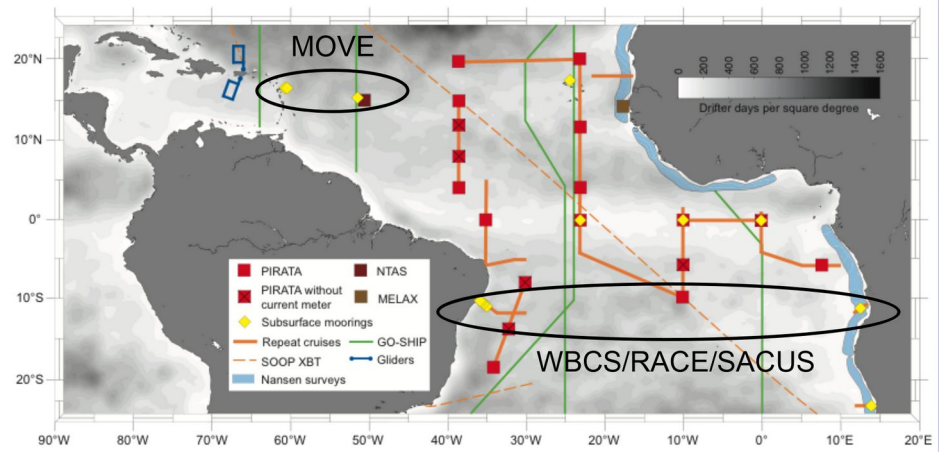 MOVE
20°N
10°N
0°
10°S
20°S
0
200
400
600
800
1000
1200
1400
1600
Drifter days per square degree
PIRATA
NTAS
PIRATA without
current meter
MELAX
Subsurface moorings
Repeat cruises
GO-SHIP
SOOP XBT
Gliders
Nansen surveys
WBCS/RACE/SACUS
90°W
80°W
70°W
60°W
50°W
40°W
30°W
20°W
10°W
0°
10°E
20°E